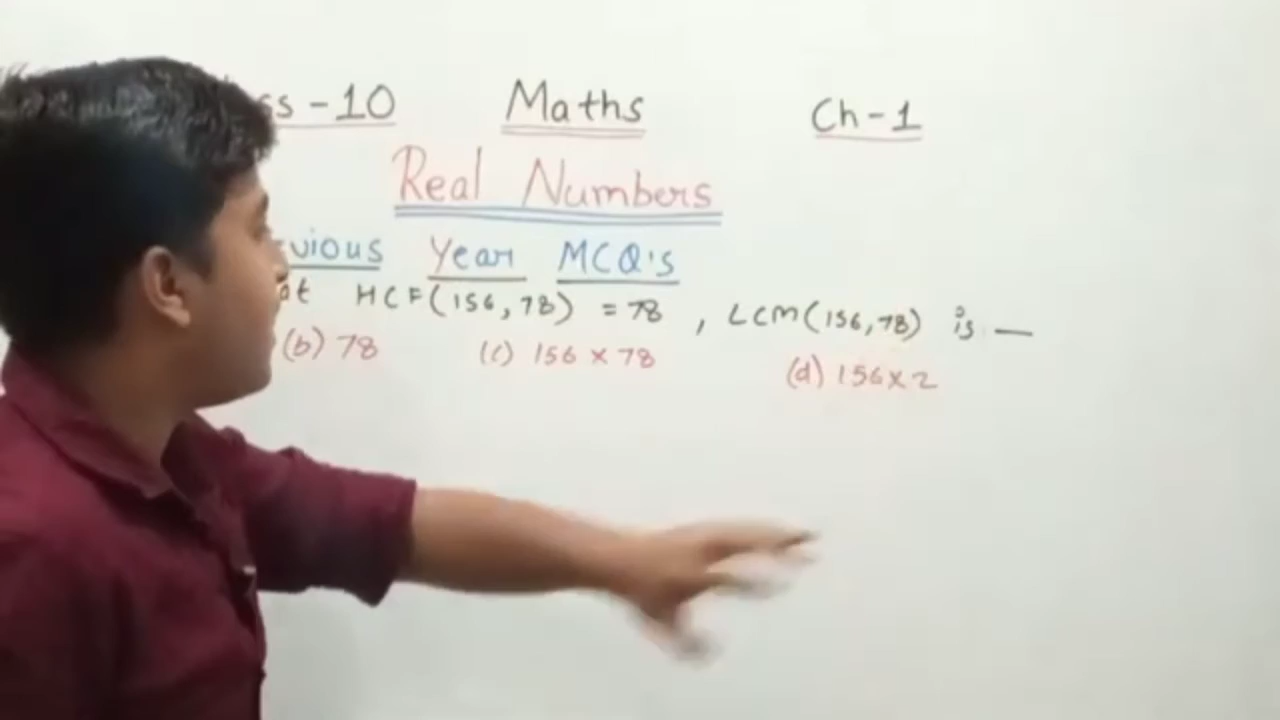 ss - 10 Maths Ch - 1
Real Numbers
vious Year MCQ's
at HCF(156, 78) = 78 , LCM(156, 78) is —
(b) 78 (c) 156 x 78 (d) 156 x 2